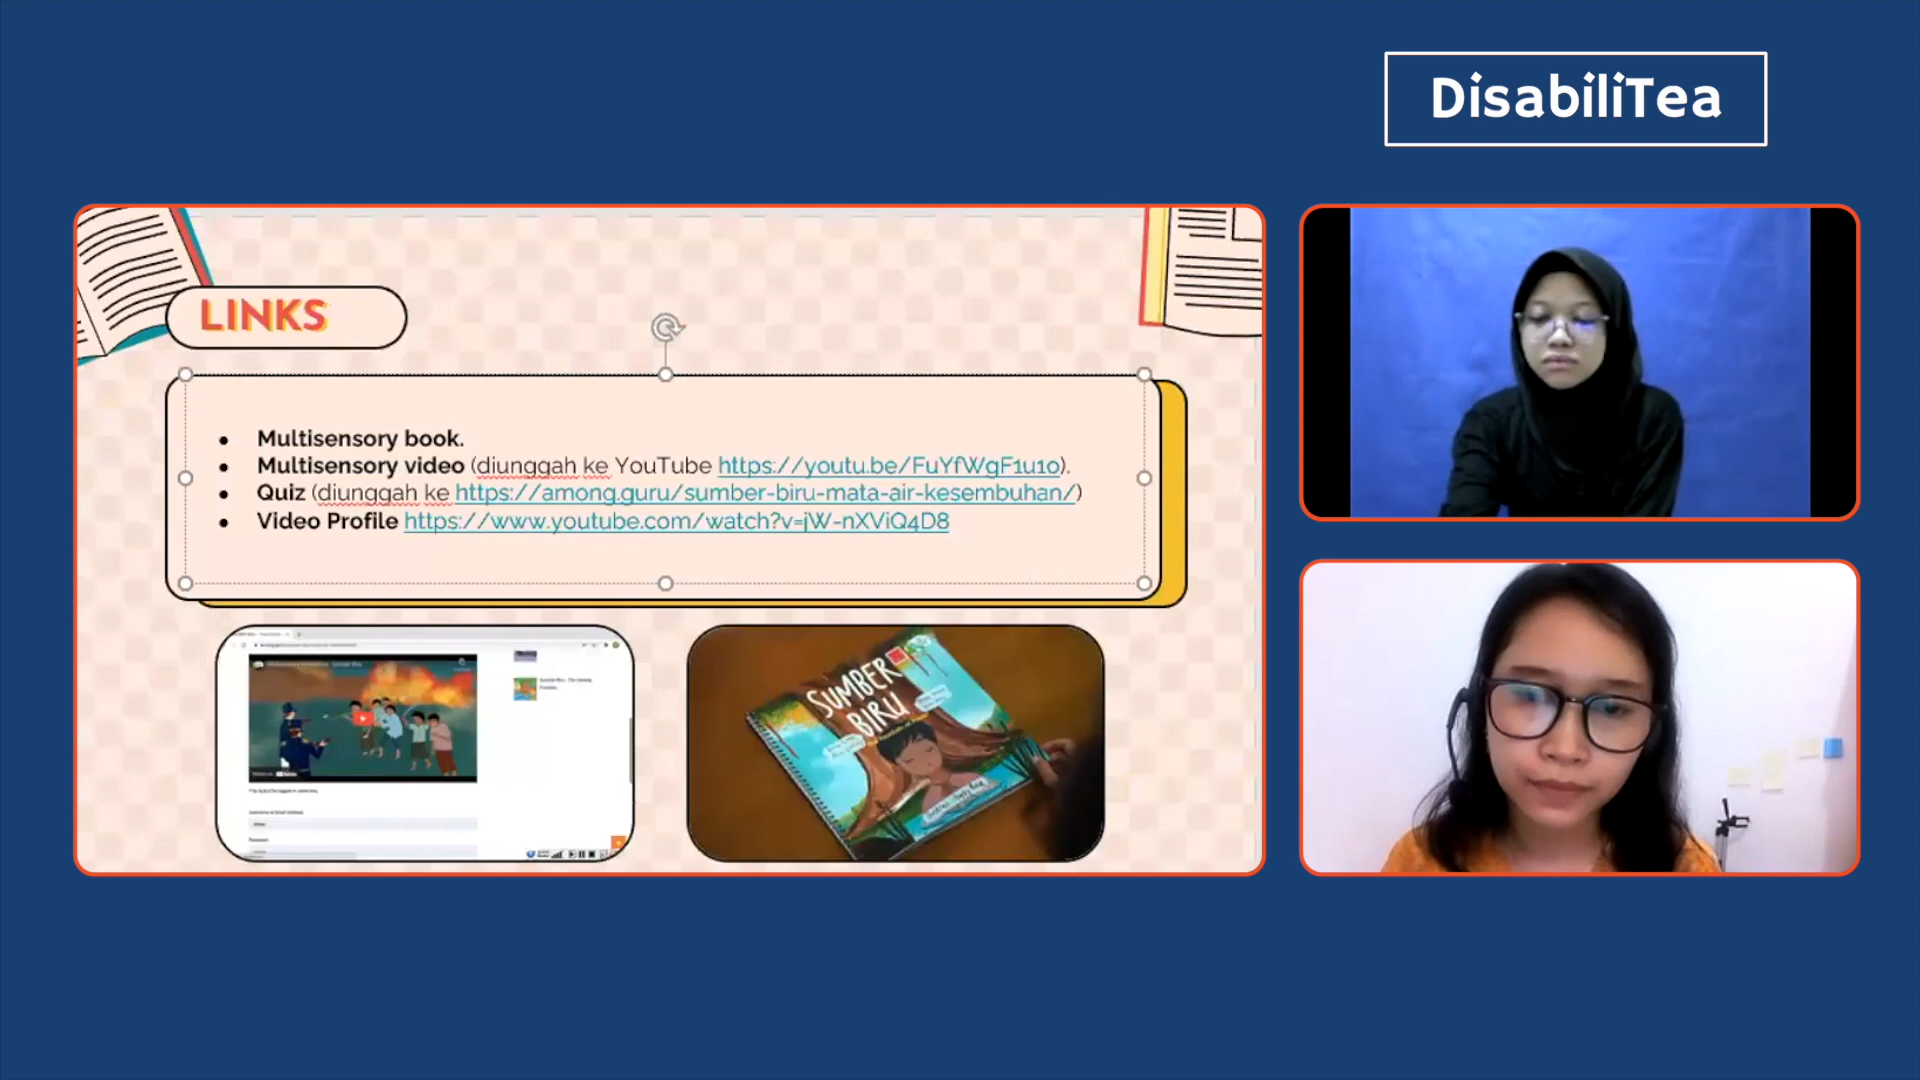 DisabiliTea
LINKS
Multisensory book.
Multisensory video (diunggah ke YouTube https://youtu.be/FuYfWgF1u1o).
Quiz (diunggah ke https://among.guru/sumber-biru-mata-air-kesembuhan/)
Video Profile https://www.youtube.com/watch?v=jW-nXViQ4D8
SUMBER
BIRU